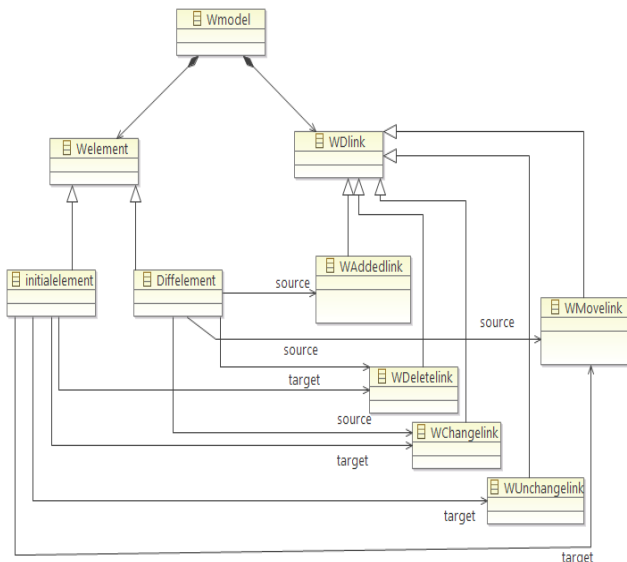 Wmodel
Welement
WDlink
initialelement
Diffelement
WAddedlink
source
WMovelink
source
source
WDeletelink
target
source
WChangelink
target
WUnchangelink
target
target